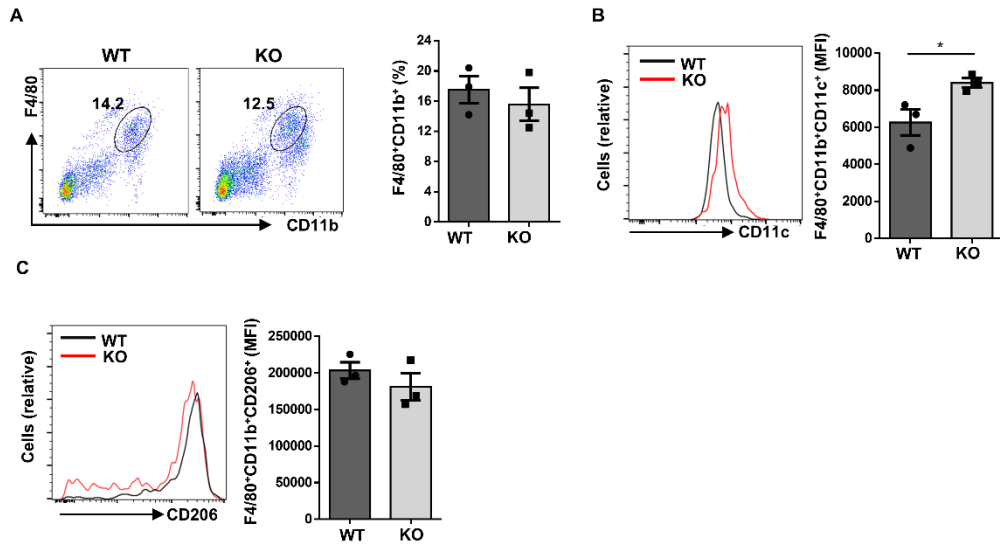 A
WT
KO
F4/80
14.2
12.5
CD11b
F4/80⁺CD11b⁺ (%)
24
20
16
12
8
4
0
WT
KO
B
WT
KO
Cells (relative)
CD11c
F4/80⁺CD11b⁺CD11c⁺ (MFI)
10000
8000
6000
4000
2000
0
*
WT
KO
C
WT
KO
Cells (relative)
CD206
F4/80⁺CD11b⁺CD206⁺ (MFI)
250000
200000
150000
100000
50000
0
WT
KO